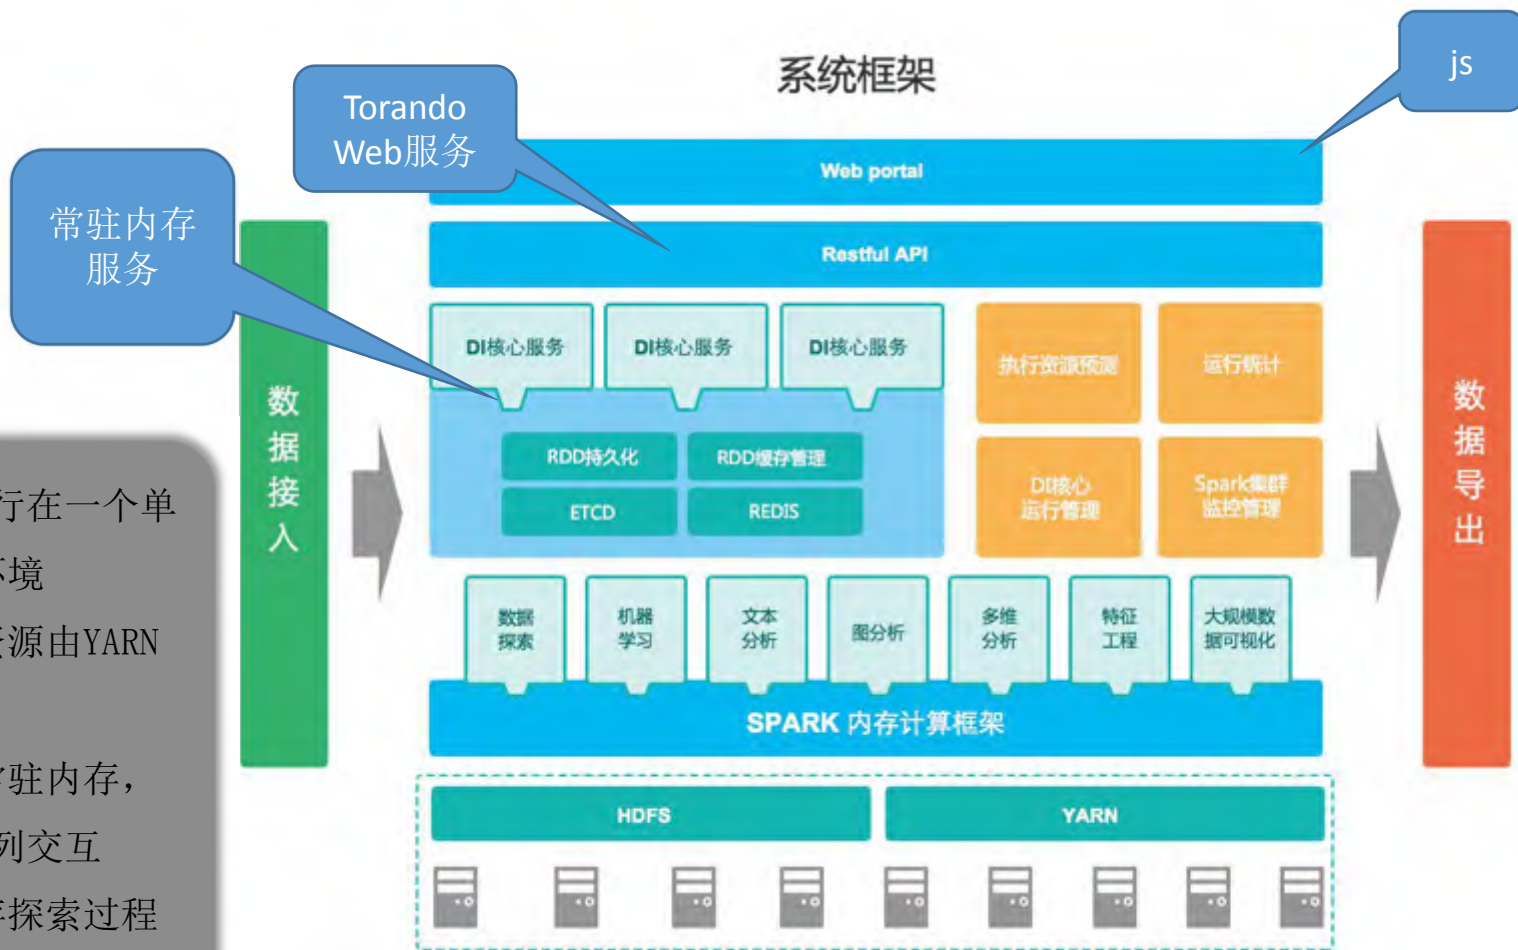 系统框架
js
Torando
Web服务
常驻内存
服务
Web portal
Restful API
数据接入
DI核心服务
DI核心服务
DI核心服务
RDD持久化
RDD缓存管理
ETCD
REDIS
执行资源预测
运行统计
DI核心
运行管理
Spark集群
监控管理
数据导出
行在一个单
环境
资源由YARN
常驻内存，
列交互
存探索过程
数据
探索
机器
学习
文本
分析
图分析
多维
分析
特征
工程
大规模数
据可视化
SPARK 内存计算框架
HDFS
YARN